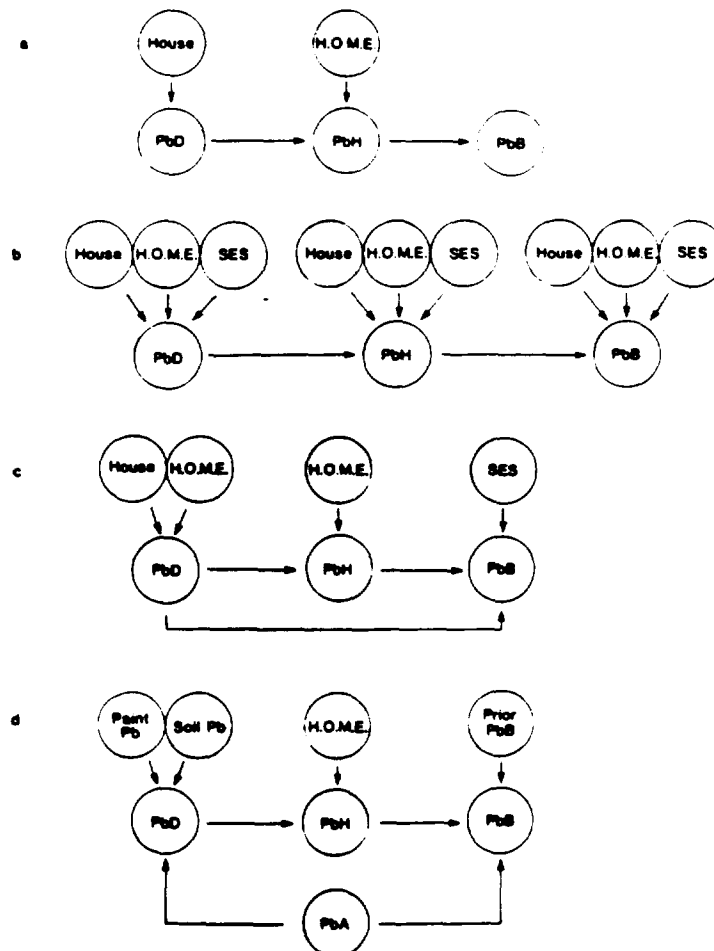 a
House
H.O.M.E.
PbD
PbH
PbB
b
House H.O.M.E. SES
House H.O.M.E. SES
House H.O.M.E. SES
PbD
PbH
PbB
c
House H.O.M.E.
H.O.M.E.
SES
PbD
PbH
PbB
d
Paint
Pb
Soil Pb
H.O.M.E.
Prior
PbB
PbD
PbH
PbB
PbA